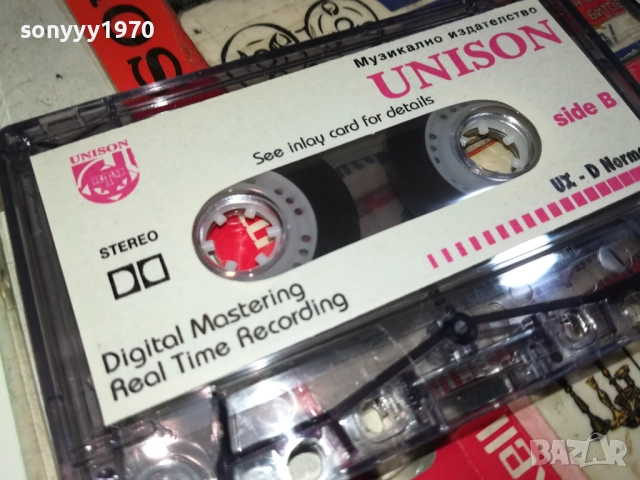 sonyyy1970
Музикално издателство
UNISON
side B
See inlay card for details
UNISON
STEREO
UX - D Norma
Digital Mastering
Real Time Recording
BAZAR